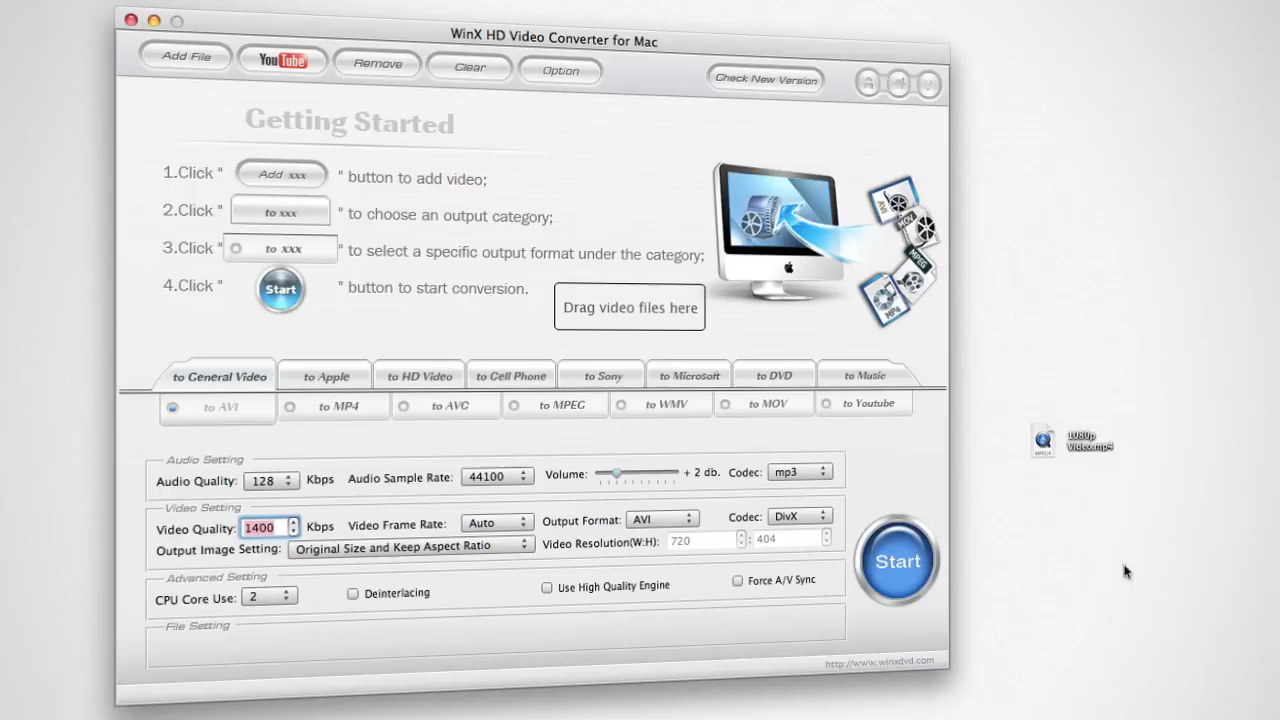 WinX HD Video Converter for Mac
Add File
YouTube
Remove
Clear
Option
Check New Version
Getting Started
1.Click " Add xxx " button to add video;
2.Click " to xxx " to choose an output category;
3.Click " to xxx " to select a specific output format under the category;
4.Click " Start " button to start conversion.
Drag video files here
AVI
MOV
MPEG
MP4
to General Video
to Apple
to HD Video
to Cell Phone
to Sony
to Microsoft
to DVD
to Music
to AVI
to MP4
to AVC
to MPEG
to WMV
to MOV
to Youtube
MPEG4
1080p
Video.mp4
Audio Setting
Audio Quality: 128 Kbps Audio Sample Rate: 44100 Volume: + 2 db. Codec: mp3
Video Setting
Video Quality: 1400 Kbps Video Frame Rate: Auto Output Format: AVI Codec: DivX
Output Image Setting: Original Size and Keep Aspect Ratio Video Resolution(W:H): 720 : 404
Advanced Setting
CPU Core Use: 2 Deinterlacing Use High Quality Engine Force A/V Sync
Start
File Setting
http://www.winxdvd.com